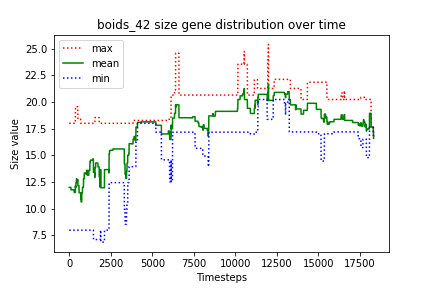 boids_42 size gene distribution over time
max
mean
min
Size value
25.0
22.5
20.0
17.5
15.0
12.5
10.0
7.5
0
2500
5000
7500
10000
12500
15000
17500
Timesteps